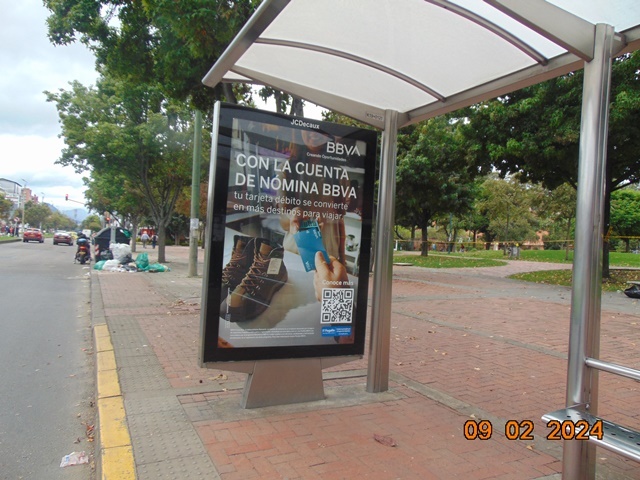 JCDecaux
BBVA
Creando Oportunidades
CON LA CUENTA
DE NÓMINA BBVA
tu tarjeta débito se convierte
en más destinos para viajar
Conoce más
09 02 2024